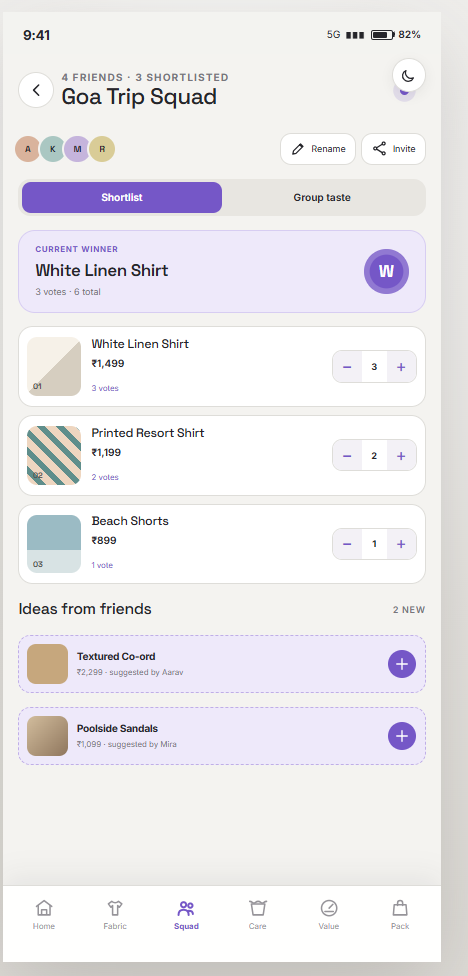 9:41
5G 82%
4 FRIENDS · 3 SHORTLISTED
Goa Trip Squad
A K M R
Rename Invite
Shortlist Group taste
CURRENT WINNER
White Linen Shirt
3 votes · 6 total
W
White Linen Shirt
₹1,499
3 votes
01
− 3 +
Printed Resort Shirt
₹1,199
2 votes
02
− 2 +
Beach Shorts
₹899
1 vote
03
− 1 +
Ideas from friends
2 NEW
Textured Co-ord
₹2,299 · suggested by Aarav
Poolside Sandals
₹1,099 · suggested by Mira
Home Fabric Squad Care Value Pack